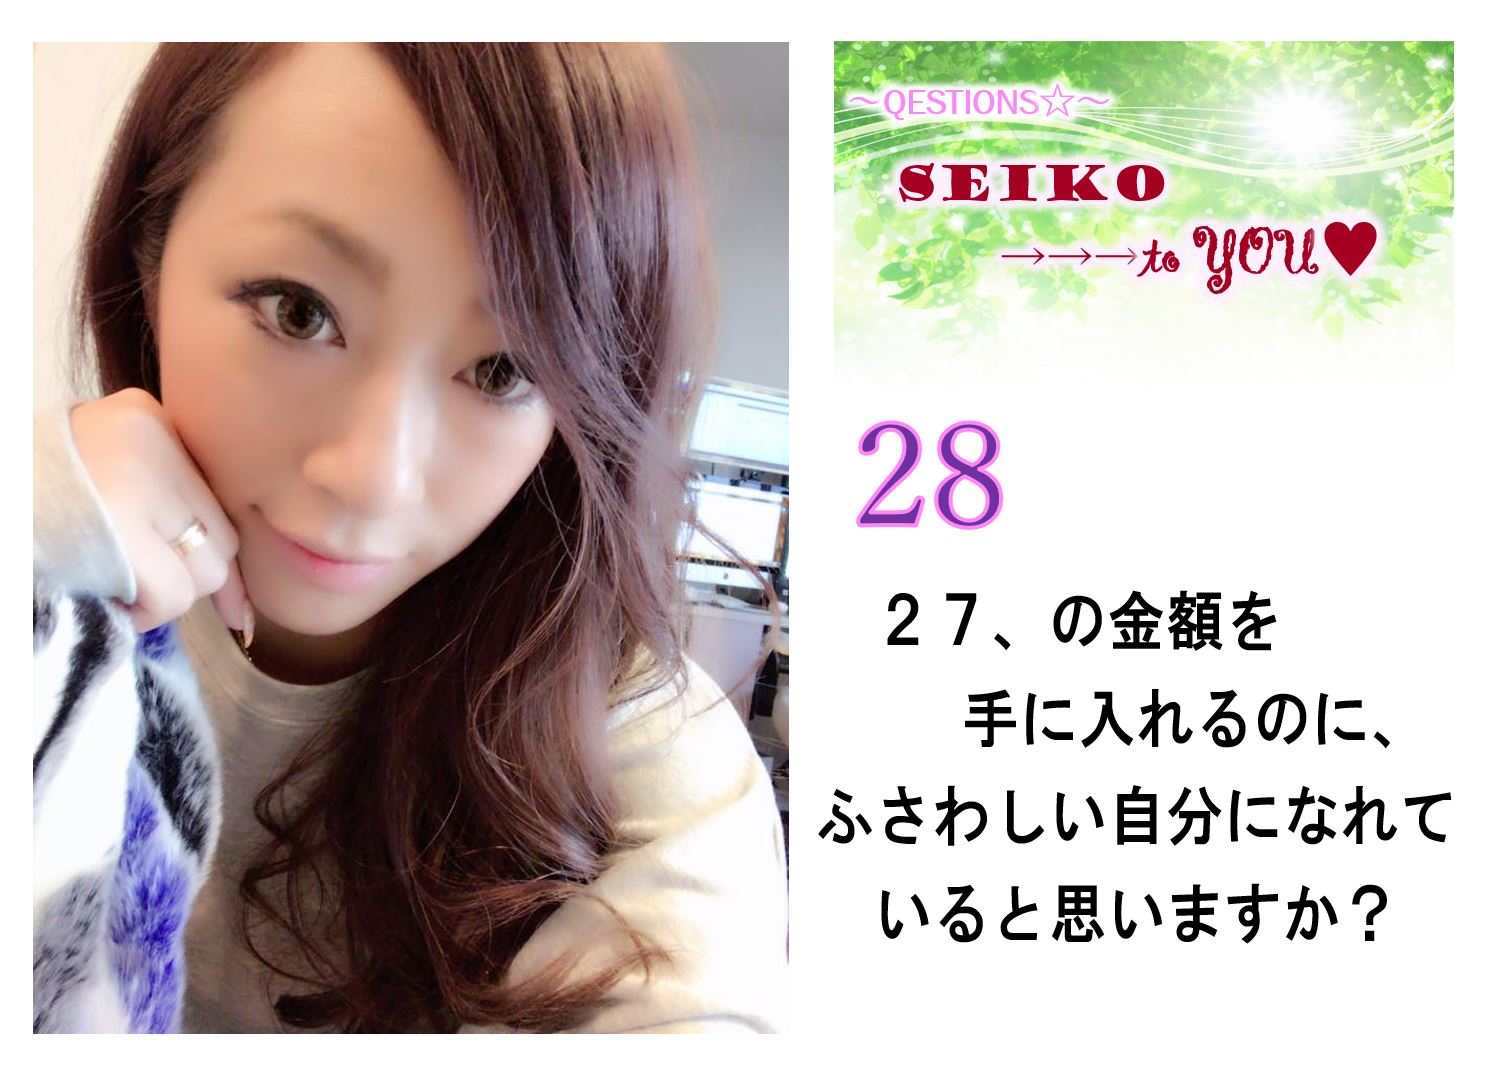 ～QESTIONS☆～
SEIKO
→→→to YOU♥
28
２７、の金額を
手に入れるのに、
ふさわしい自分になれて
いると思いますか？